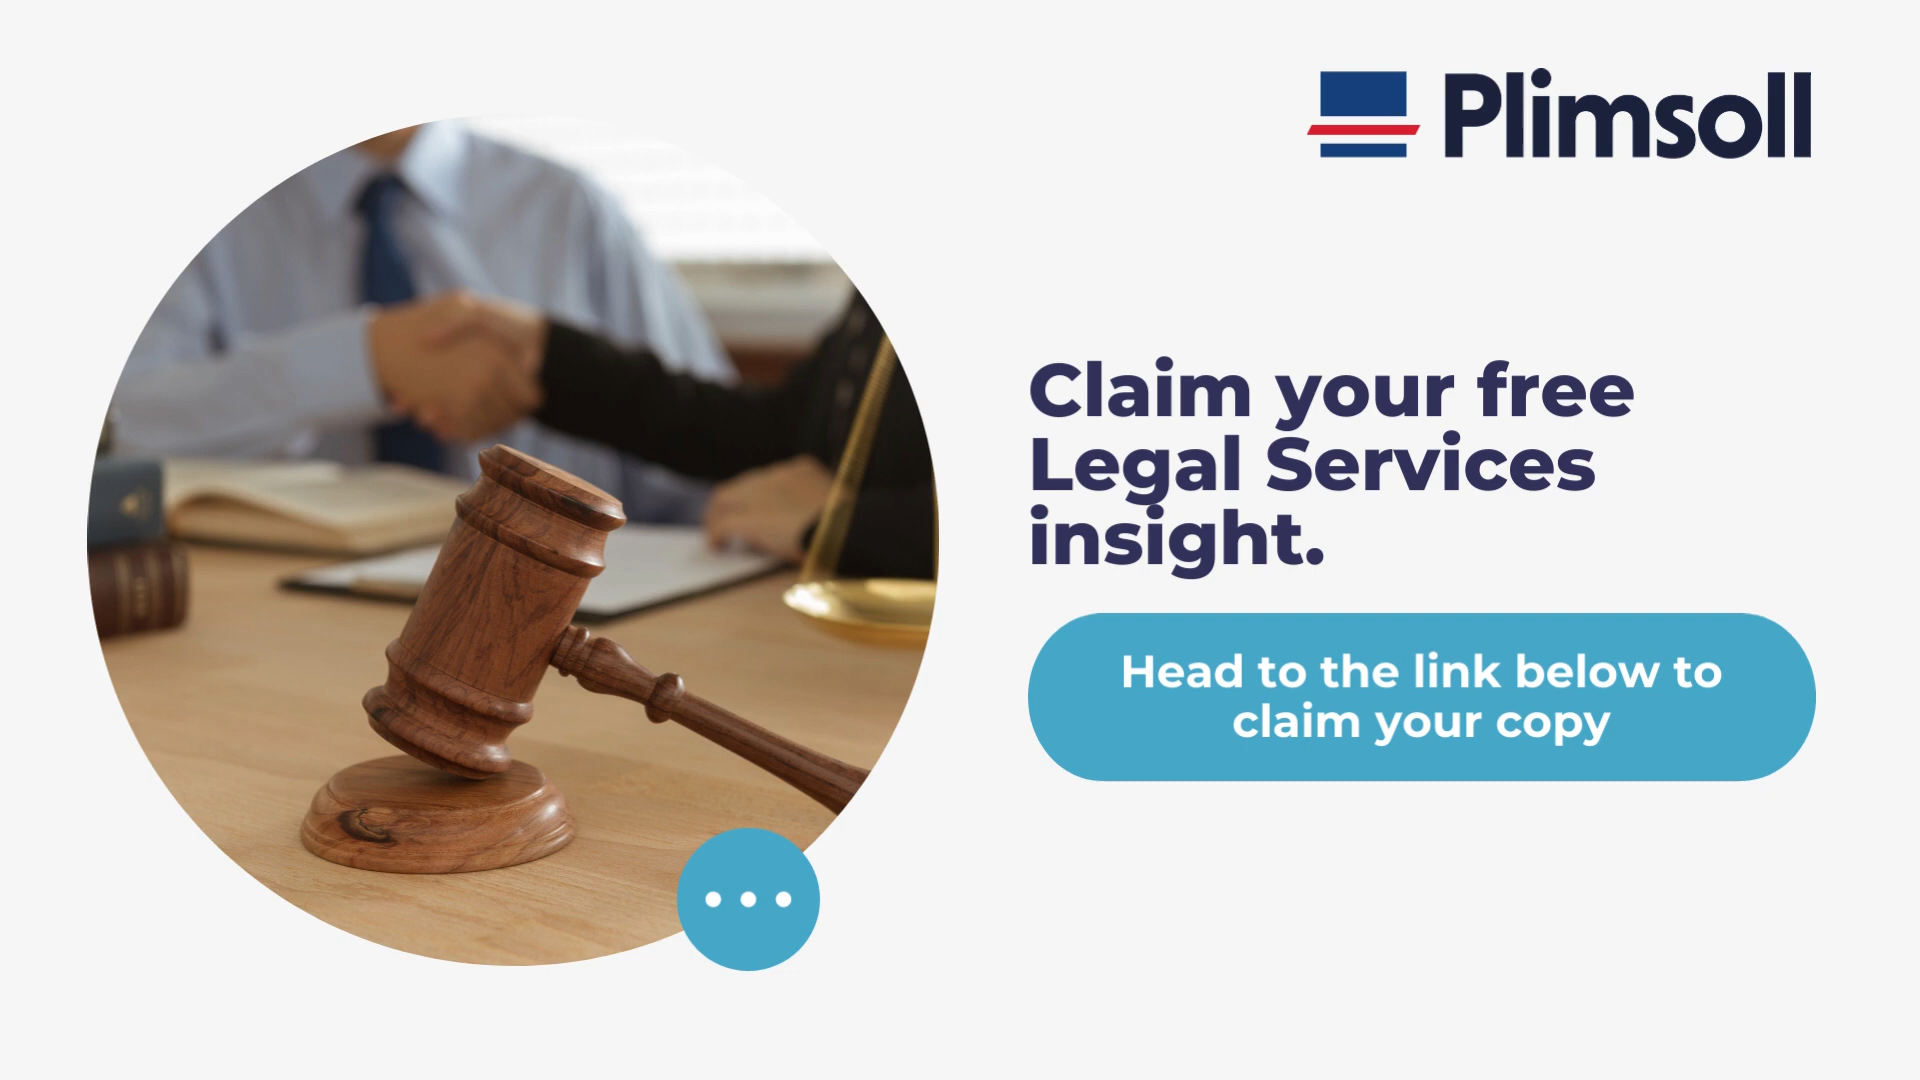 Plimsoll
Claim your free
Legal Services
insight.
Head to the link below to
claim your copy